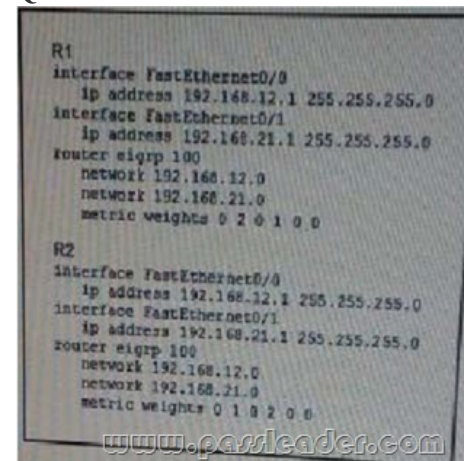 R1
interface FastEthernet0/0
ip address 192.168.12.1 255.255.255.0
interface FastEthernet0/1
ip address 192.168.21.1 255.255.255.0
router eigrp 100
network 192.168.12.0
network 192.168.21.0
metric weights 0 2 0 1 0 0
R2
interface FastEthernet0/0
ip address 192.168.12.1 255.255.255.0
interface FastEthernet0/1
ip address 192.168.21.1 255.255.255.0
router eigrp 100
network 192.168.12.0
network 192.168.21.0
metric weights 0 1 0 2 0 0
www.passleader.com